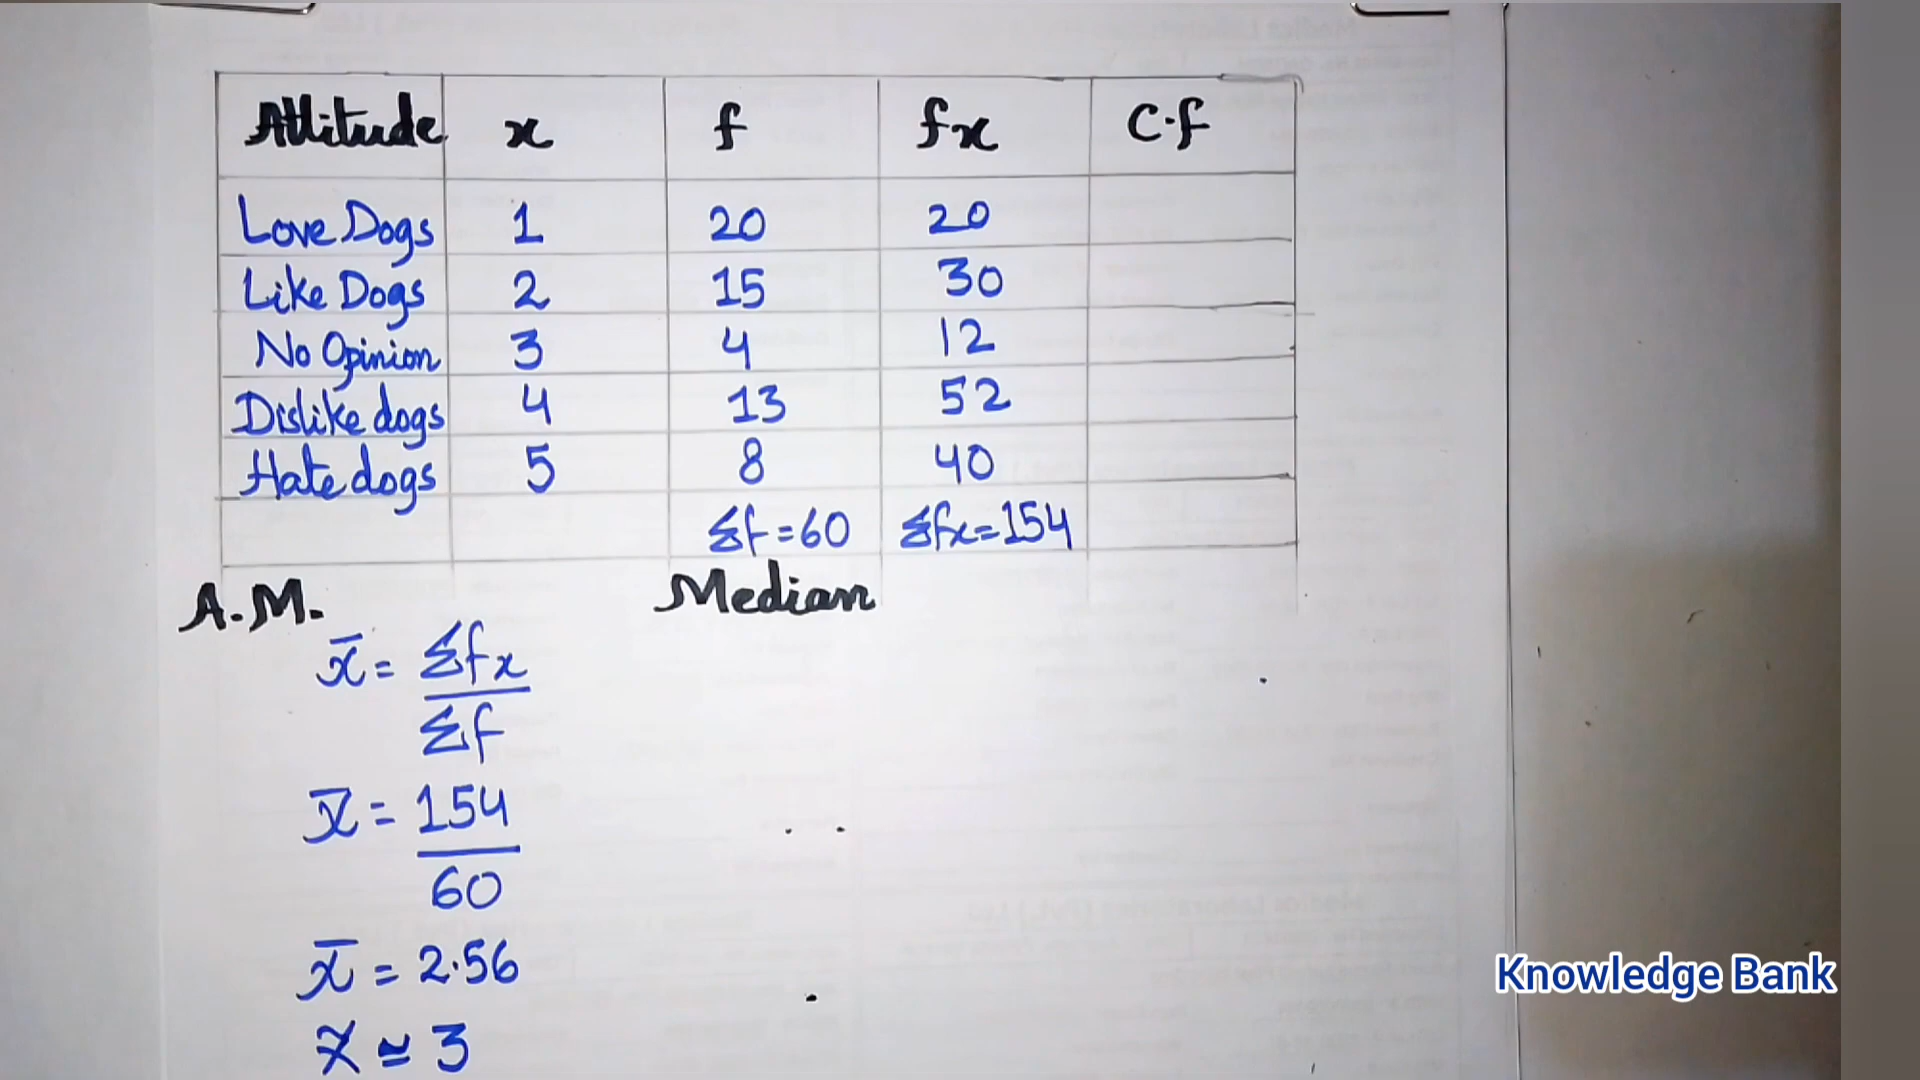 Attitude x f fx C.f
Love Dogs 1 20 20
Like Dogs 2 15 30
No Opinion 3 4 12
Dislike dogs 4 13 52
Hate dogs 5 8 40
Σf=60 Σfx=154
A.M. Median
x̄ = Σfx
Σf
x̄ = 154
60
x̄ = 2.56
x̄ ≃ 3
Knowledge Bank